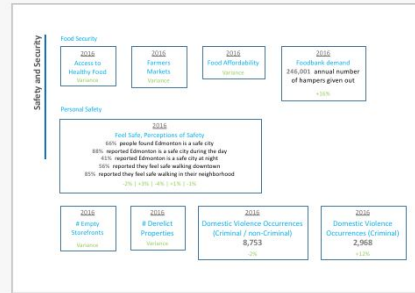 Safety and Security
Food Security
2016
Access to
Healthy Food
Variance
2016
Farmers
Markets
Variance
2016
Food Affordability
Variance
2016
Foodbank demand
246,001 annual number
of hampers given out
+16%
Personal Safety
2016
Feel Safe, Perceptions of Safety
66% people found Edmonton is a safe city
88% reported Edmonton is a safe city during the day
41% reported Edmonton is a safe city at night
56% reported they feel safe walking downtown
85% reported they feel safe walking in their neighborhood
-2% | +3% | -4% | +1% | -1%
2016
# Empty
Storefronts
Variance
2016
# Derelict
Properties
Variance
2016
Domestic Violence Occurrences
(Criminal / non-Criminal)
8,753
-2%
2016
Domestic Violence
Occurrences (Criminal)
2,968
+12%